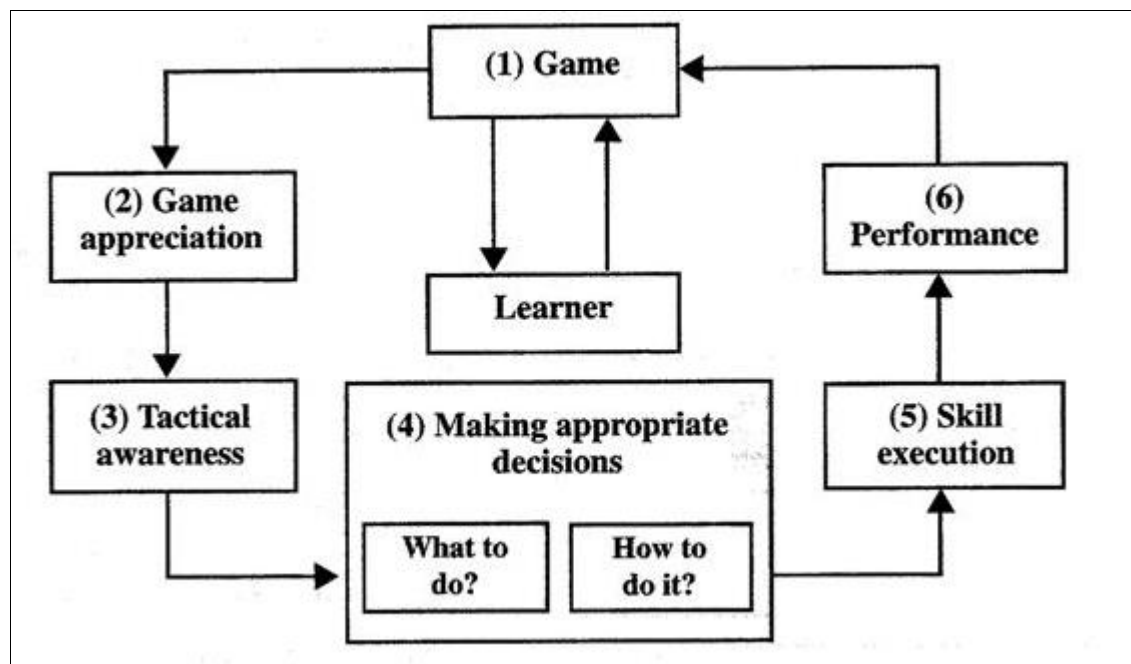 (1) Game
(2) Game
appreciation
(6)
Performance
Learner
(3) Tactical
awareness
(4) Making appropriate
decisions
What to
do?
How to
do it?
(5) Skill
execution